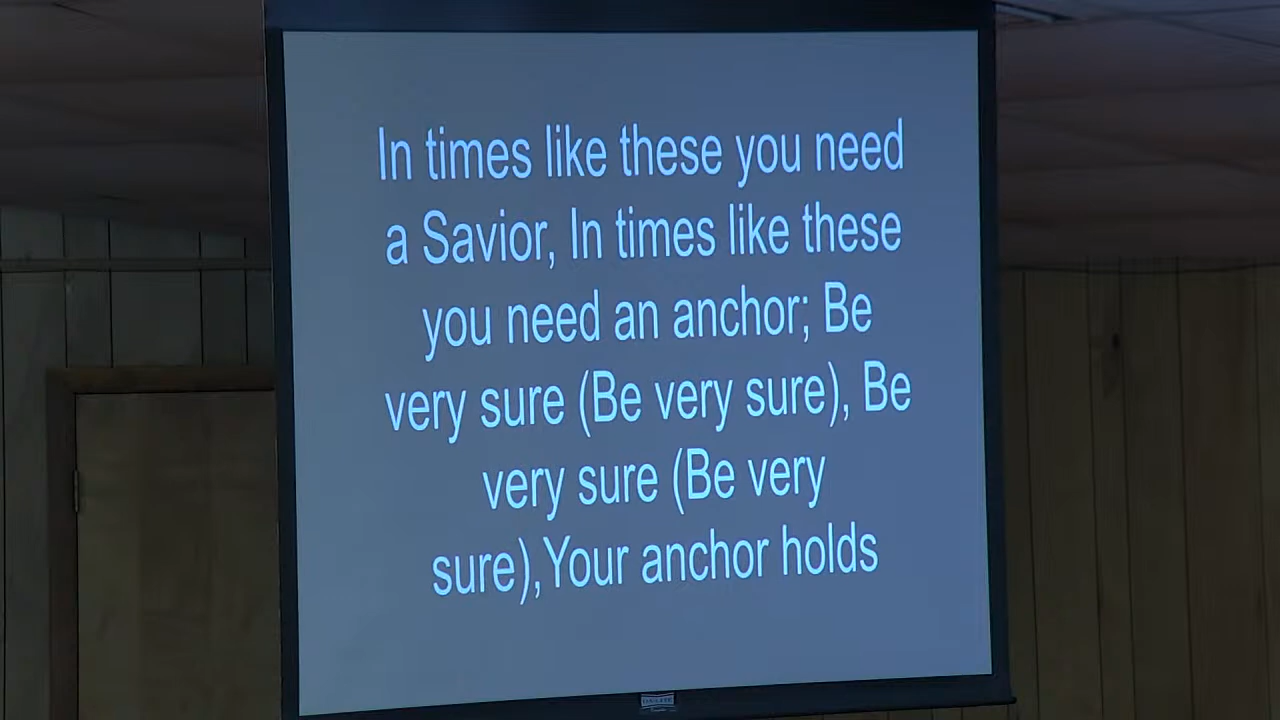 In times like these you need
a Savior, In times like these
you need an anchor; Be
very sure (Be very sure), Be
very sure (Be very
sure),Your anchor holds